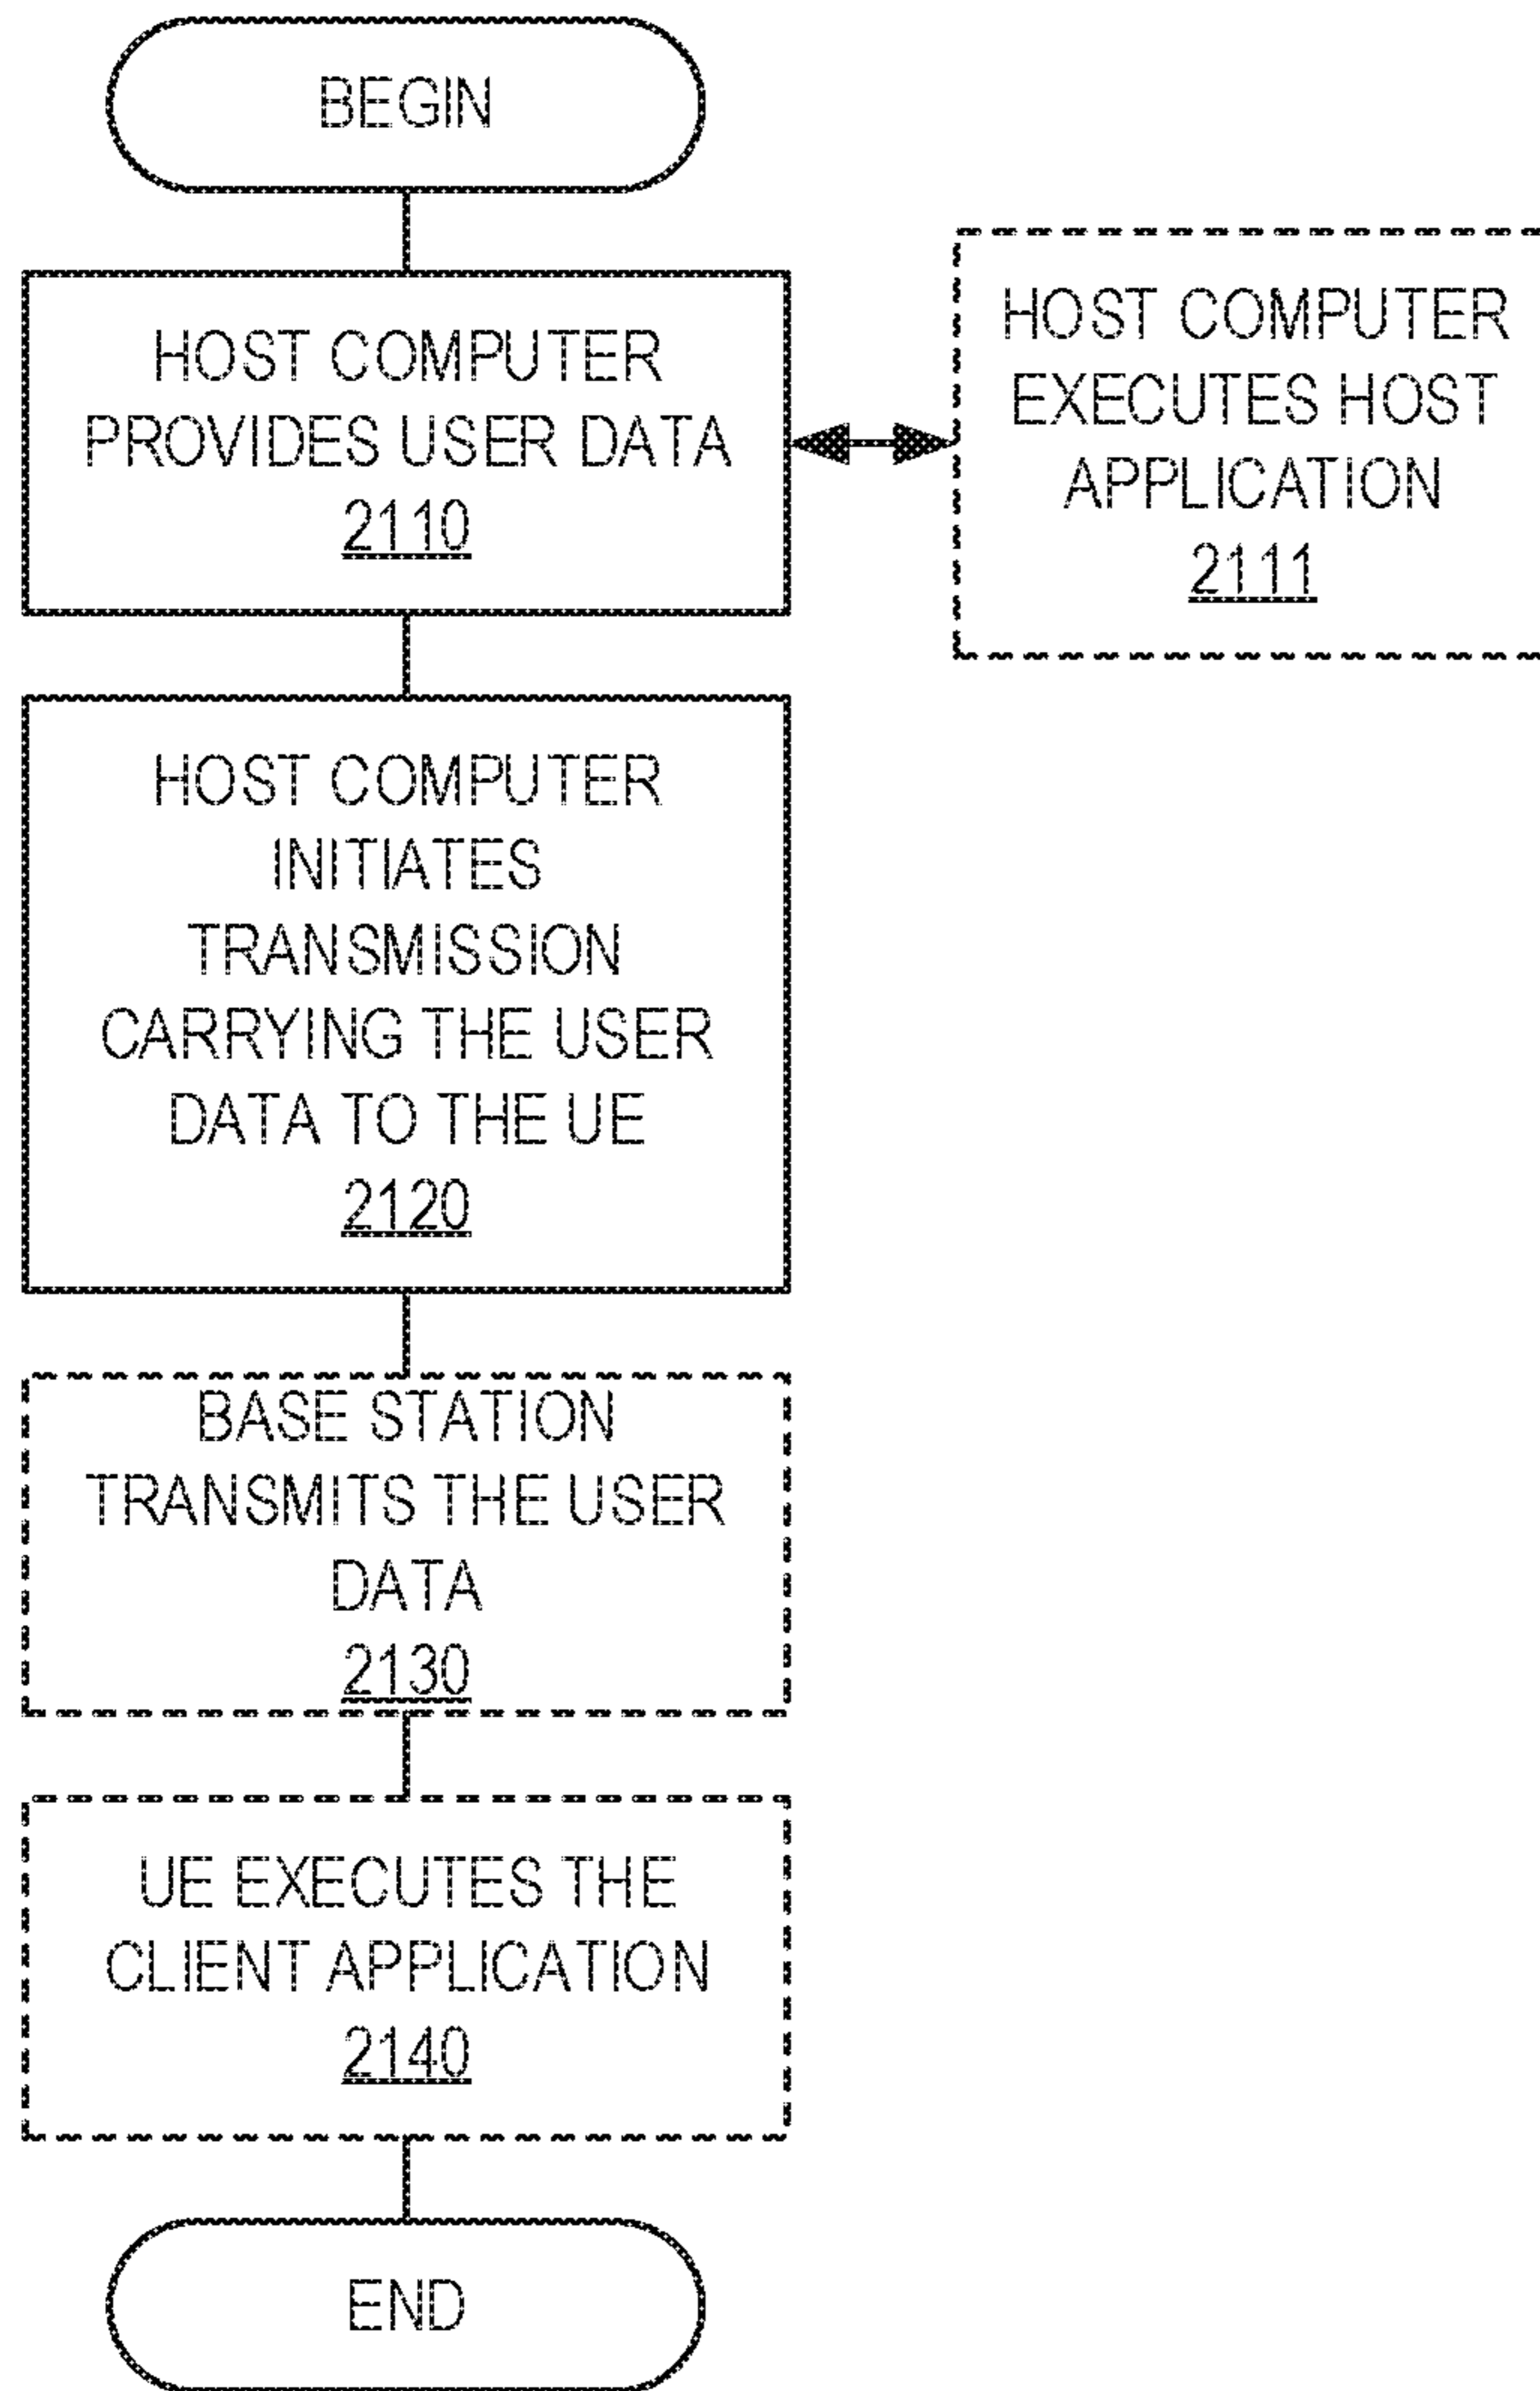 BEGIN
HOST COMPUTER
PROVIDES USER DATA
2110
HOST COMPUTER
EXECUTES HOST
APPLICATION
2111
HOST COMPUTER
INITIATES
TRANSMISSION
CARRYING THE USER
DATA TO THE UE
2120
BASE STATION
TRANSMITS THE USER
DATA
2130
UE EXECUTES THE
CLIENT APPLICATION
2140
END